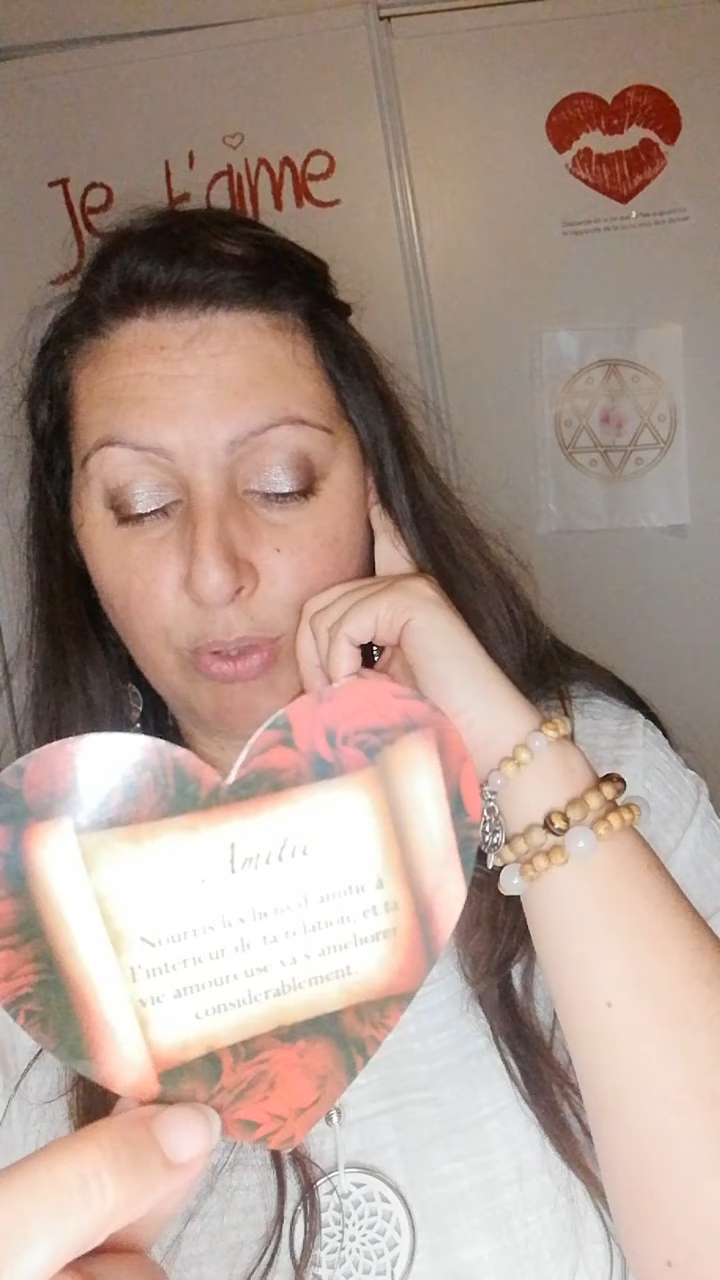 Je t'aime
Amitié
Nourris les liens d'amitié à
l'intérieur de ta relation, et ta
vie amoureuse va s'améliorer
considérablement.